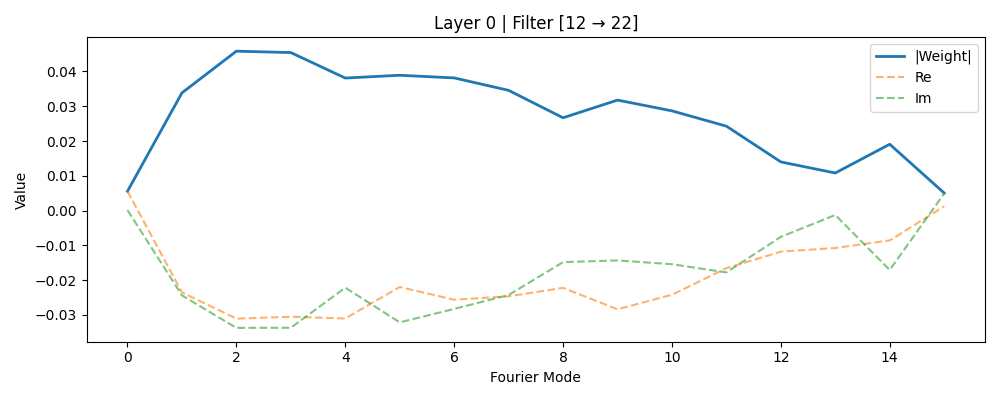 Layer 0 | Filter [12 → 22]
|Weight|
Re
Im
Value
0.04
0.03
0.02
0.01
0.00
−0.01
−0.02
−0.03
0 2 4 6 8 10 12 14
Fourier Mode